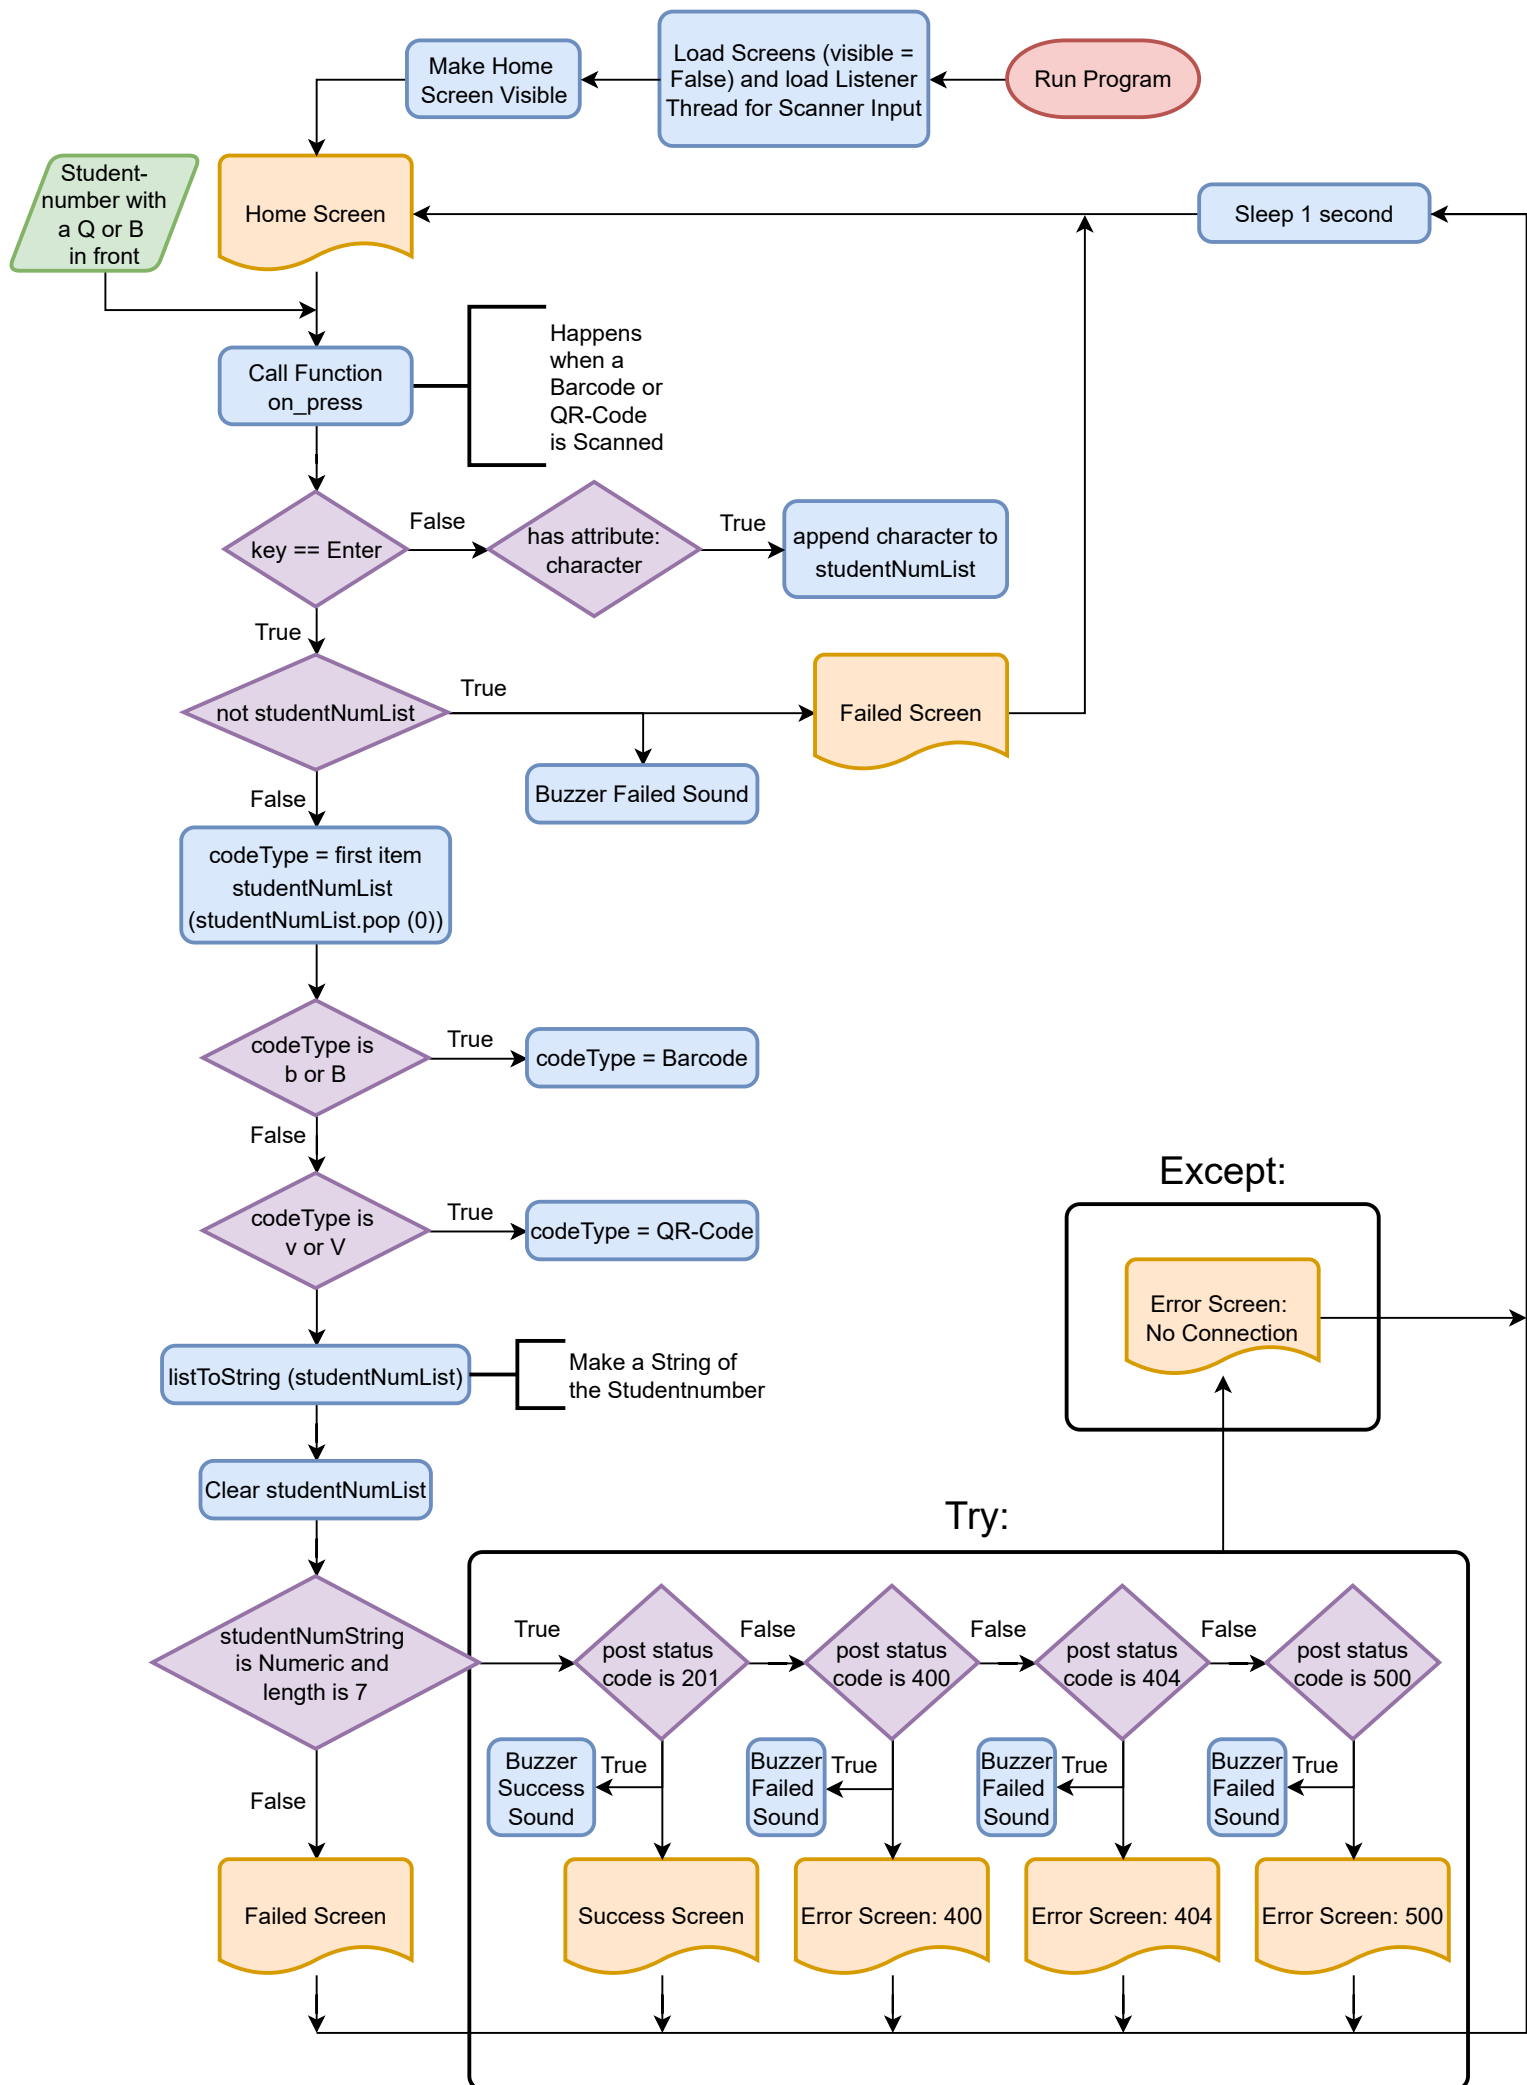 Make Home
Screen Visible
Load Screens (visible =
False) and load Listener
Thread for Scanner Input
Run Program
Student-
number with
a Q or B
in front
Home Screen
Sleep 1 second
Call Function
on_press
Happens
when a
Barcode or
QR-Code
is Scanned
key == Enter
False
has attribute:
character
True
append character to
studentNumList
True
not studentNumList
True
Failed Screen
Buzzer Failed Sound
False
codeType = first item
studentNumList
(studentNumList.pop (0))
codeType is
b or B
True
codeType = Barcode
False
codeType is
v or V
True
codeType = QR-Code
Except:
Error Screen:
No Connection
listToString (studentNumList)
Make a String of
the Studentnumber
Clear studentNumList
Try:
studentNumString
is Numeric and
length is 7
True
post status
code is 201
False
post status
code is 400
False
post status
code is 404
False
post status
code is 500
Buzzer
Success
Sound
True
Buzzer
Failed
Sound
True
Buzzer
Failed
Sound
True
Buzzer
Failed
Sound
True
False
Failed Screen
Success Screen
Error Screen: 400
Error Screen: 404
Error Screen: 500